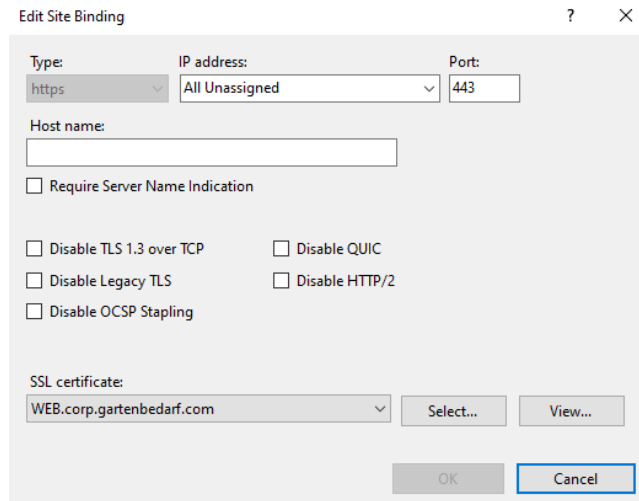 Edit Site Binding ? X
Type: IP address: Port:
https All Unassigned 443
Host name:
Require Server Name Indication
Disable TLS 1.3 over TCP Disable QUIC
Disable Legacy TLS Disable HTTP/2
Disable OCSP Stapling
SSL certificate:
WEB.corp.gartenbedarf.com Select... View...
OK Cancel